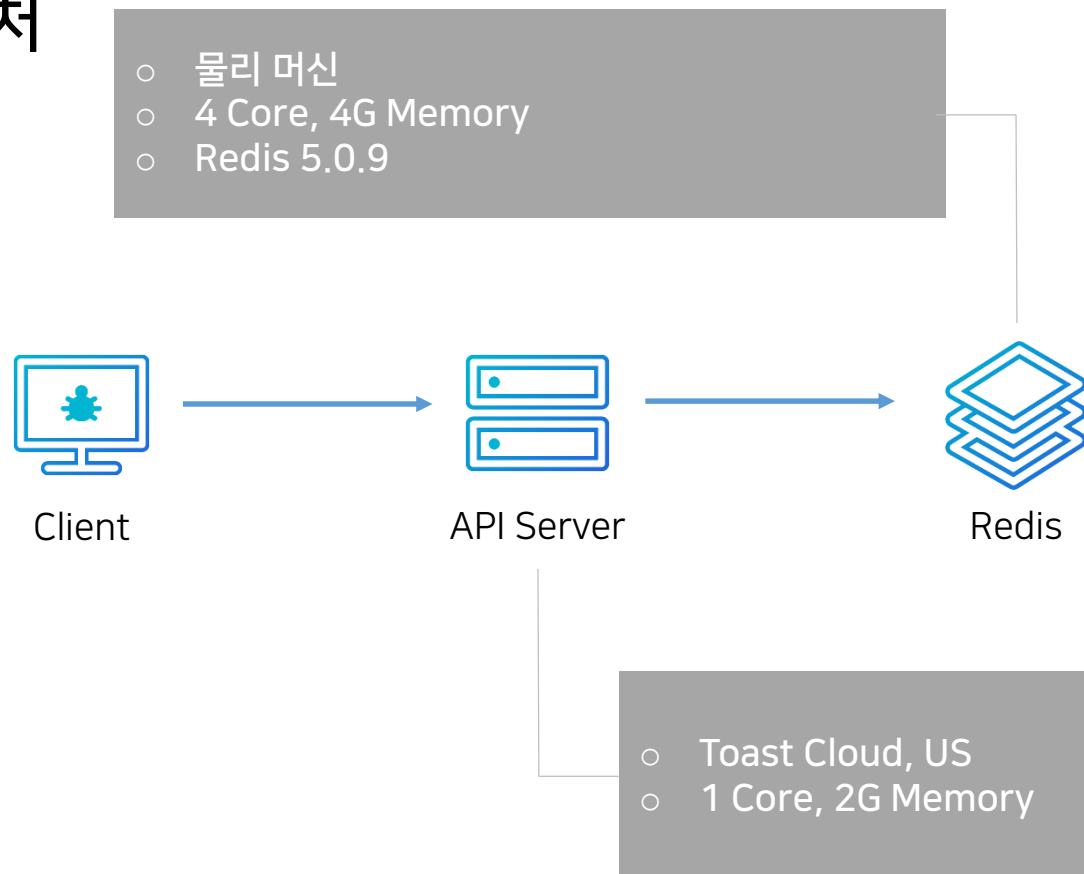 처
○ 물리 머신
○ 4 Core, 4G Memory
○ Redis 5.0.9
Client
API Server
Redis
○ Toast Cloud, US
○ 1 Core, 2G Memory